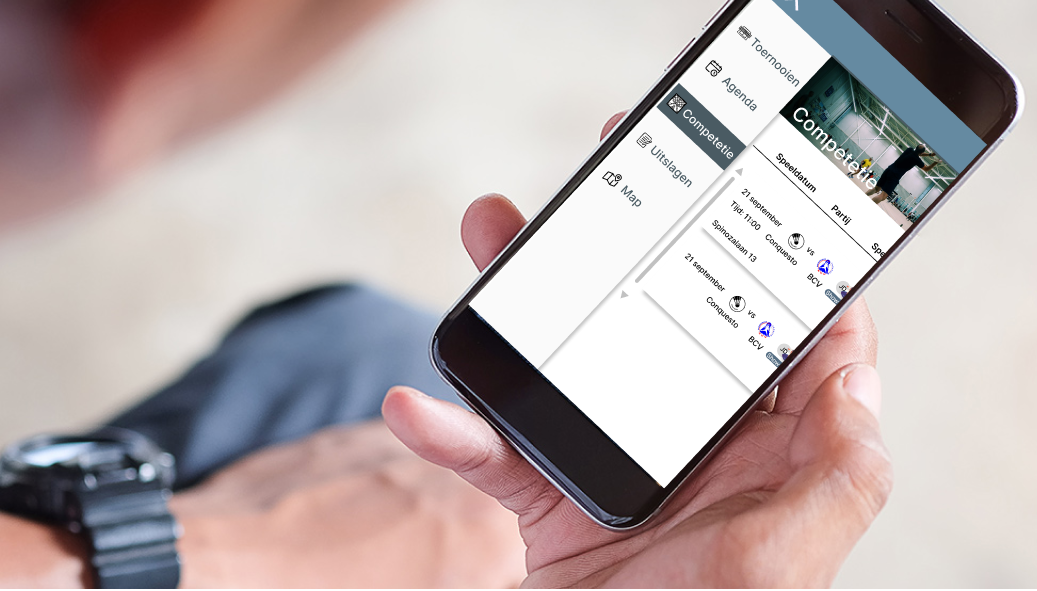 Toernooien
Agenda
Competetie
Uitslagen
Map
Competetie
Speeldatum
Partij
21 september
Tijd: 11:00
Spinozalaan 13
Conquesto
vs
BCV
21 september
Conquesto
vs
BCV